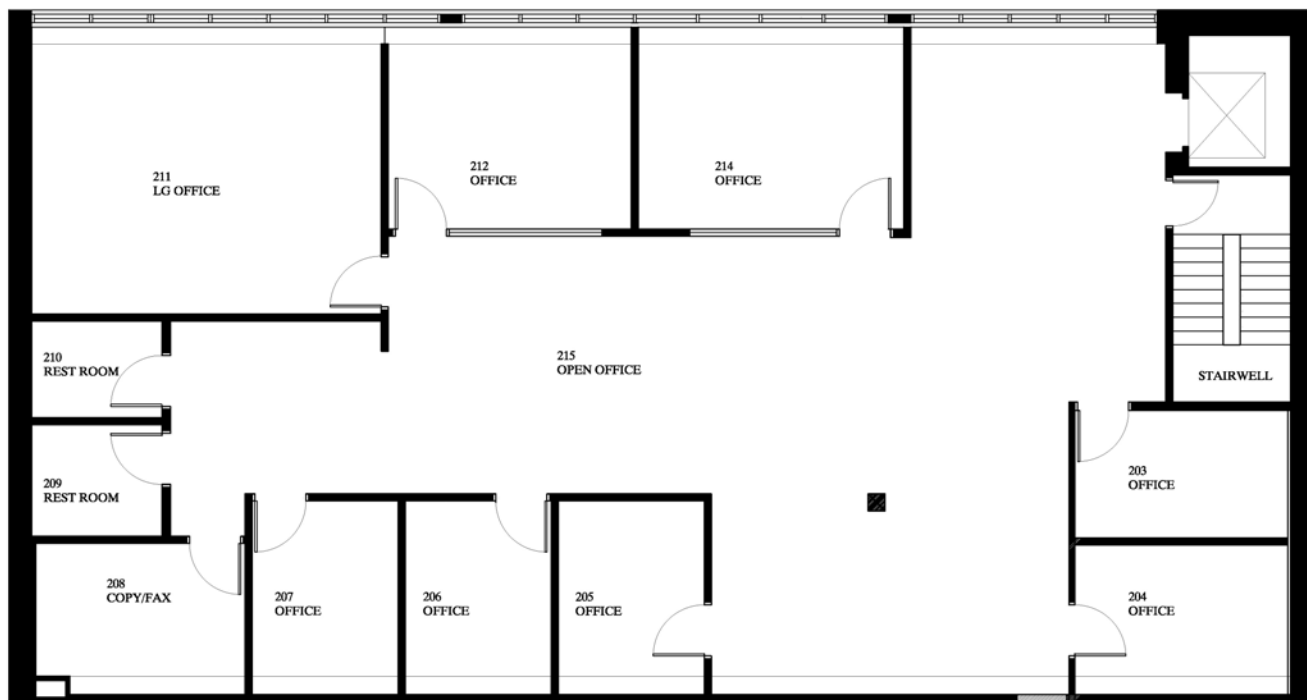 211
LG OFFICE
212
OFFICE
214
OFFICE
210
REST ROOM
215
OPEN OFFICE
STAIRWELL
209
REST ROOM
203
OFFICE
208
COPY/FAX
207
OFFICE
206
OFFICE
205
OFFICE
204
OFFICE